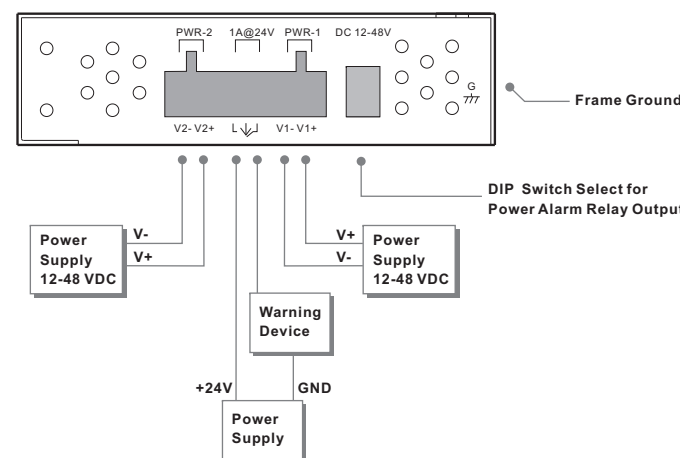 PWR-2 1A@24V PWR-1 DC 12-48V
G
Frame Ground
V2- V2+ L V1- V1+
DIP Switch Select for
Power Alarm Relay Output
Power
Supply
12-48 VDC
V-
V+
V+
V-
Power
Supply
12-48 VDC
Warning
Device
+24V GND
Power
Supply